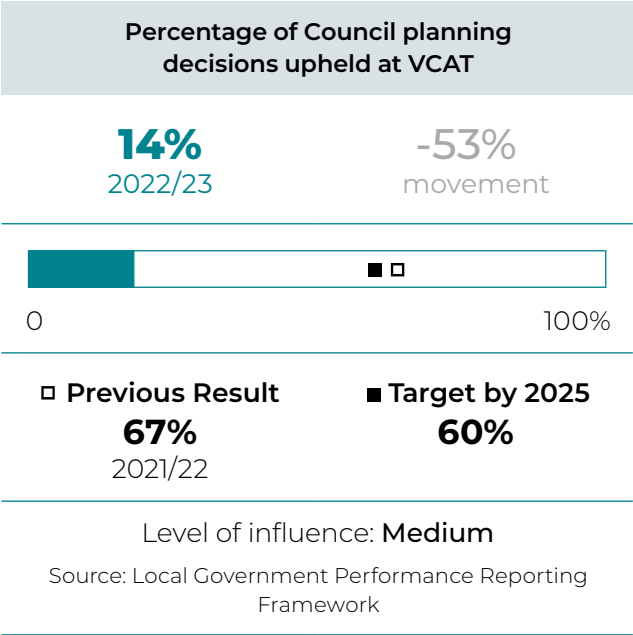 Percentage of Council planning
decisions upheld at VCAT
14%
2022/23
-53%
movement
0
100%
Previous Result
67%
2021/22
Target by 2025
60%
Level of influence: Medium
Source: Local Government Performance Reporting
Framework